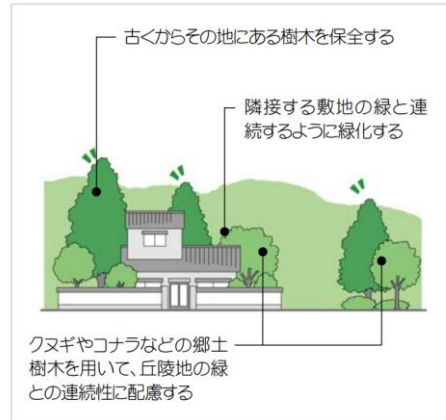 古くからその地にある樹木を保全する
隣接する敷地の緑と連
続するように緑化する
クヌギやコナラなどの郷土
樹木を用いて、丘陵地の緑
との連続性に配慮する